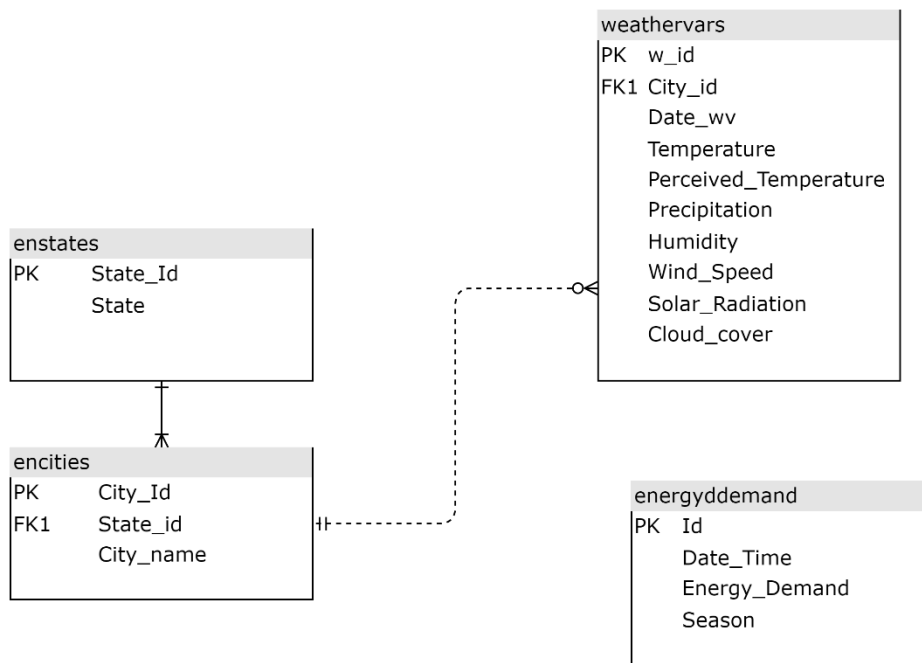 weathervars
PK w_id
FK1 City_id
Date_wv
Temperature
Perceived_Temperature
Precipitation
Humidity
Wind_Speed
Solar_Radiation
Cloud_cover
enstates
PK State_Id
State
encities
PK City_Id
FK1 State_id
City_name
energyddemand
PK Id
Date_Time
Energy_Demand
Season